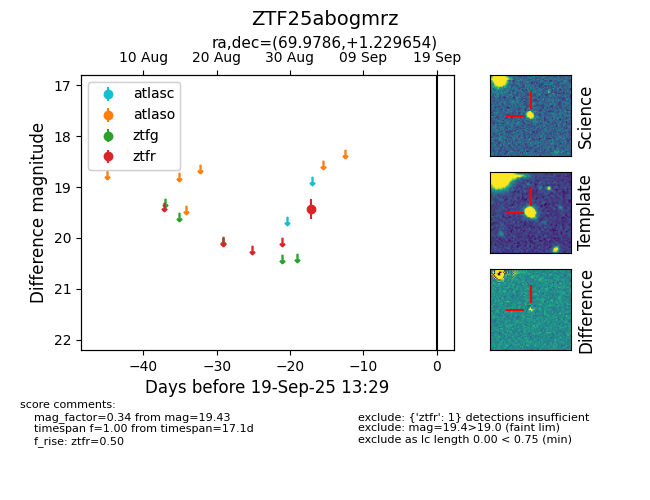 ZTF25abogmrz
ra,dec=(69.9786,+1.229654)
10 Aug 20 Aug 30 Aug 09 Sep 19 Sep
atlasc
atlaso
ztfg
ztfr
17
18
19
20
21
22
Difference magnitude
−40 −30 −20 −10 0
Days before 19-Sep-25 13:29
Science
Template
Difference
score comments:
mag_factor=0.34 from mag=19.43
timespan f=1.00 from timespan=17.1d
f_rise: ztfr=0.50
exclude: {'ztfr': 1} detections insufficient
exclude: mag=19.4>19.0 (faint lim)
exclude as lc length 0.00 < 0.75 (min)